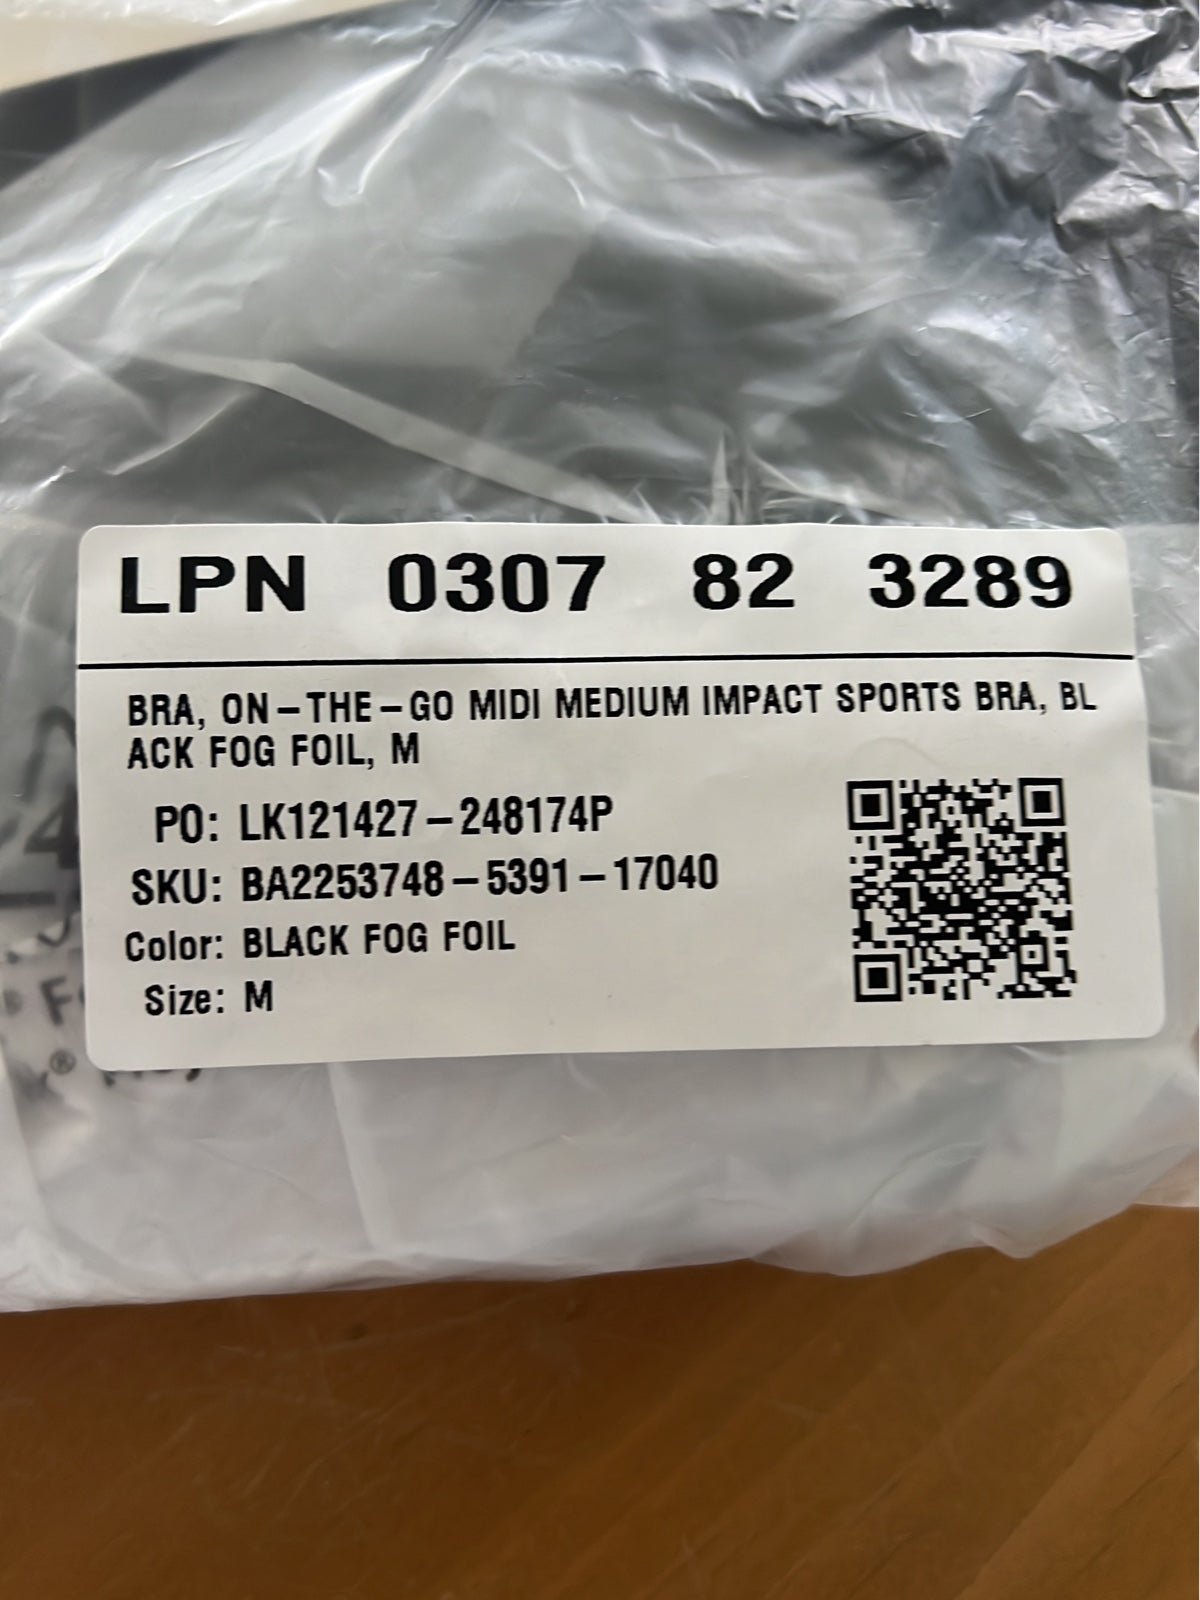 LPN 0307 82 3289
BRA, ON-THE-GO MIDI MEDIUM IMPACT SPORTS BRA, BL
ACK FOG FOIL, M
PO: LK121427-248174P
SKU: BA2253748-5391-17040
Color: BLACK FOG FOIL
Size: M